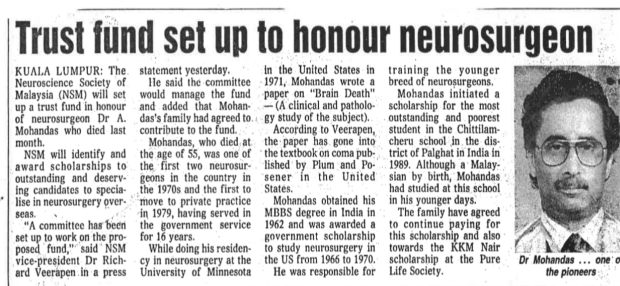 Trust fund set up to honour neurosurgeon
KUALA LUMPUR: The
Neuroscience Society of
Malaysia (NSM) will set
up a trust fund in honour
of neurosurgeon Dr A.
Mohandas who died last
month.
NSM will identify and
award scholarships to
outstanding and deserv-
ing candidates to specia-
lise in neurosurgery over-
seas.
"A committee has been
set up to work on the pro-
posed fund," said NSM
vice-president Dr Rich-
ard Veerapen in a press
statement yesterday.
He said the committee
would manage the fund
and added that Mohan-
das's family had agreed to
contribute to the fund.
Mohandas, who died at
the age of 55, was one of
the first two neurosur-
geons in the country in
the 1970s and the first to
move to private practice
in 1979, having served in
the government service
for 16 years.
While doing his residen-
cy in neurosurgery at the
University of Minnesota
in the United States in
1971, Mohandas wrote a
paper on "Brain Death"
— (A clinical and patholo-
gy study of the subject).
According to Veerapen,
the paper has gone into
the textbook on coma pub-
lished by Plum and Po-
sener in the United
States.
Mohandas obtained his
MBBS degree in India in
1962 and was awarded a
government scholarship
to study neurosurgery in
the US from 1966 to 1970.
He was responsible for
training the younger
breed of neurosurgeons.
Mohandas initiated a
scholarship for the most
outstanding and poorest
student in the Chittilam-
cheru school in the dis-
trict of Palghat in India in
1989. Although a Malay-
sian by birth, Mohandas
had studied at this school
in his younger days.
The family have agreed
to continue paying for
this scholarship and also
towards the KKM Nair
scholarship at the Pure
Life Society.
Dr Mohandas ... one o
the pioneers